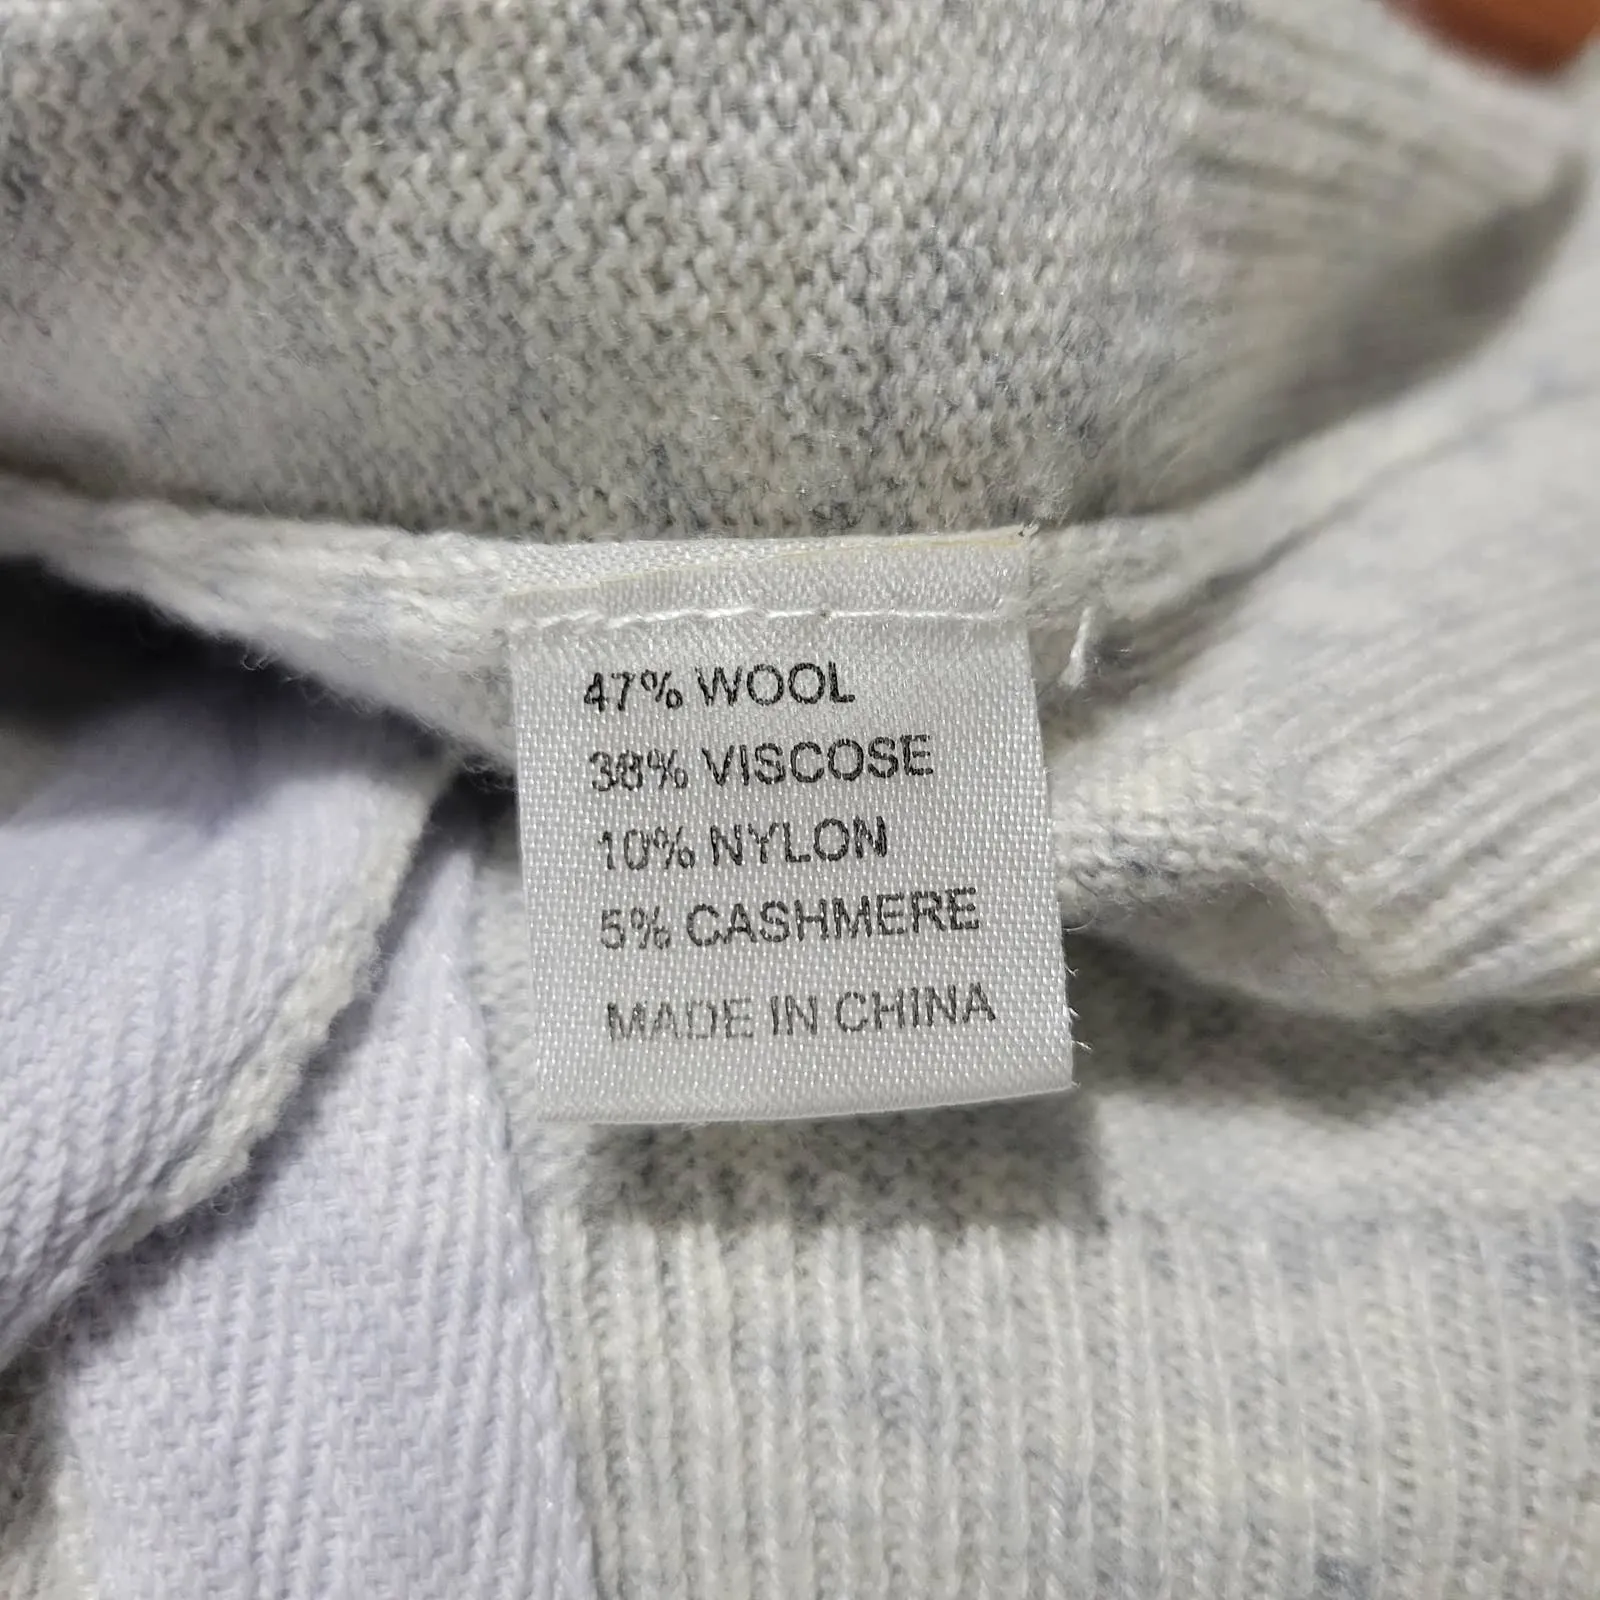 47% WOOL
38% VISCOSE
10% NYLON
5% CASHMERE
MADE IN CHINA